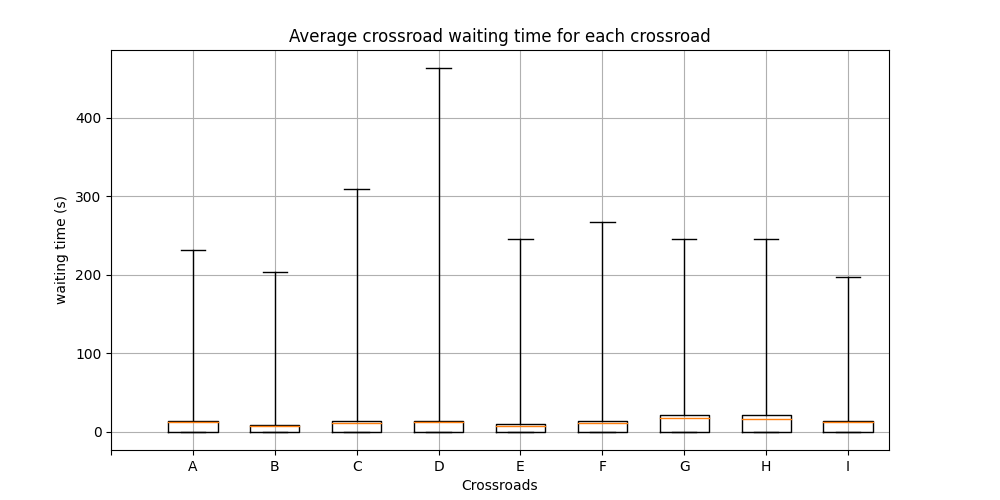 Average crossroad waiting time for each crossroad
waiting time (s)
400
300
200
100
0
A B C D E F G H I
Crossroads